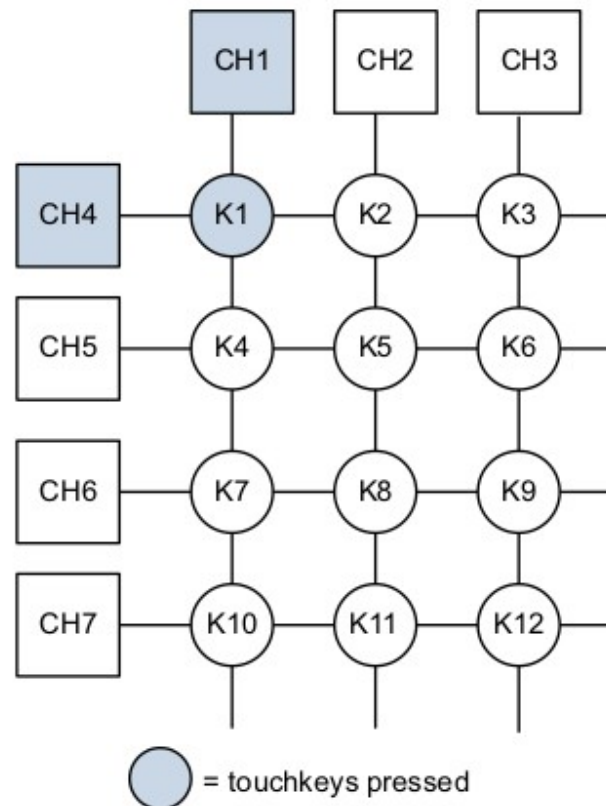 CH1 CH2 CH3
CH4 K1 K2 K3
CH5 K4 K5 K6
CH6 K7 K8 K9
CH7 K10 K11 K12
= touchkeys pressed